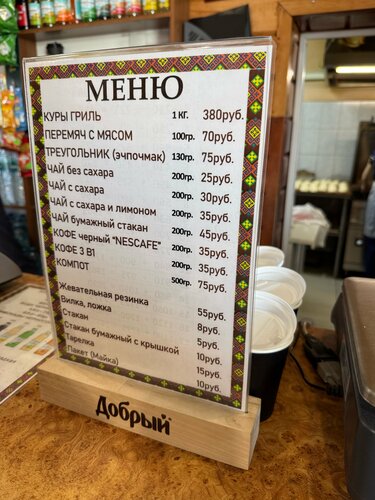 МЕНЮ
КУРЫ ГРИЛЬ 1 КГ. 380руб.
ПЕРЕМЯЧ С МЯСОМ 100гр. 70руб.
ТРЕУГОЛЬНИК (эчпочмак) 130гр. 75руб.
ЧАЙ без сахара 200гр. 25руб.
ЧАЙ с сахара 200гр. 30руб.
ЧАЙ с сахара и лимоном 200гр. 35руб.
ЧАЙ бумажный стакан 200гр. 45руб.
КОФЕ черный "NESCAFE" 200гр. 35руб.
КОФЕ 3 В1 200гр. 35руб.
КОМПОТ 500гр. 75руб.
Жевательная резинка 55руб.
Вилка, ложка 8руб.
Стакан 5руб.
Стакан бумажный с крышкой 10руб.
Тарелка 15руб.
Пакет (Майка) 10руб.
Добрый